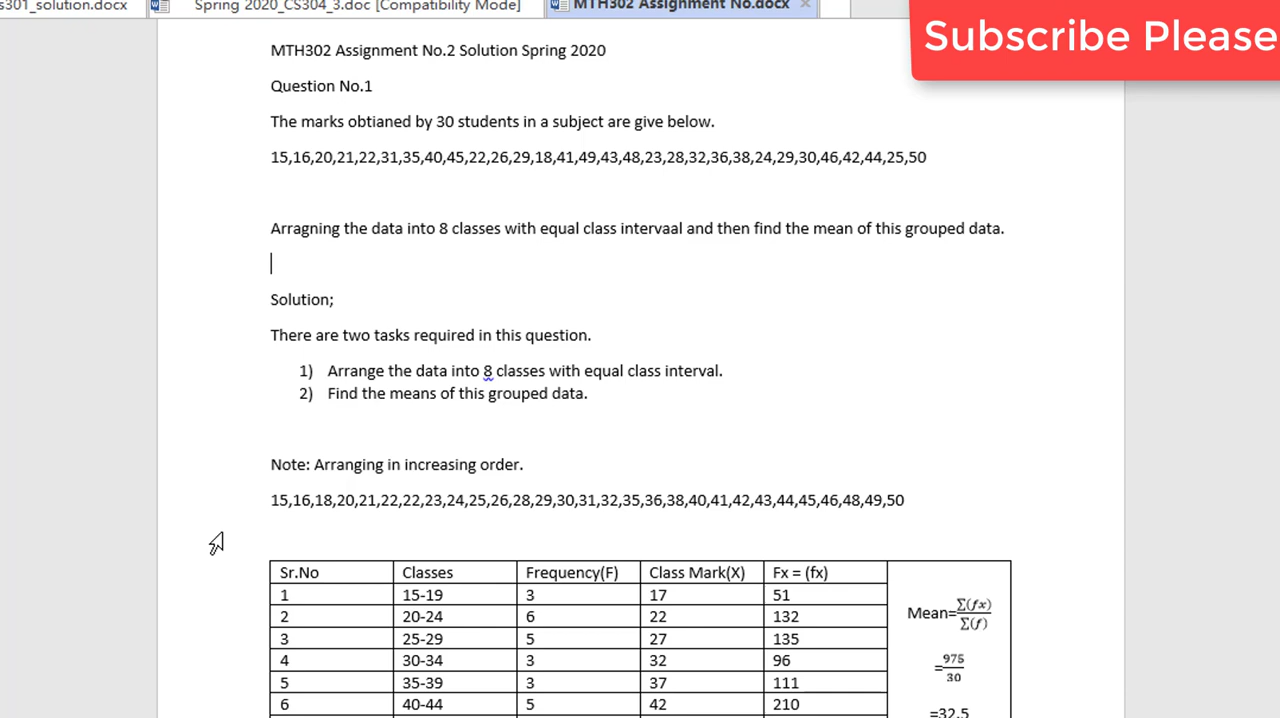 s301_solution.docx
Spring 2020_CS304_3.doc [Compatibility Mode]
MTH302 Assignment No.docx
Subscribe Please
MTH302 Assignment No.2 Solution Spring 2020
Question No.1
The marks obtianed by 30 students in a subject are give below.
15,16,20,21,22,31,35,40,45,22,26,29,18,41,49,43,48,23,28,32,36,38,24,29,30,46,42,44,25,50
Arragning the data into 8 classes with equal class intervaal and then find the mean of this grouped data.
Solution;
There are two tasks required in this question.
1) Arrange the data into 8 classes with equal class interval.
2) Find the means of this grouped data.
Note: Arranging in increasing order.
15,16,18,20,21,22,22,23,24,25,26,28,29,30,31,32,35,36,38,40,41,42,43,44,45,46,48,49,50
Sr.No Classes Frequency(F) Class Mark(X) Fx = (fx)
1 15-19 3 17 51
2 20-24 6 22 132
3 25-29 5 27 135
4 30-34 3 32 96
5 35-39 3 37 111
6 40-44 5 42 210
Mean=∑(fx)/∑(f)
=975/30
=32.5